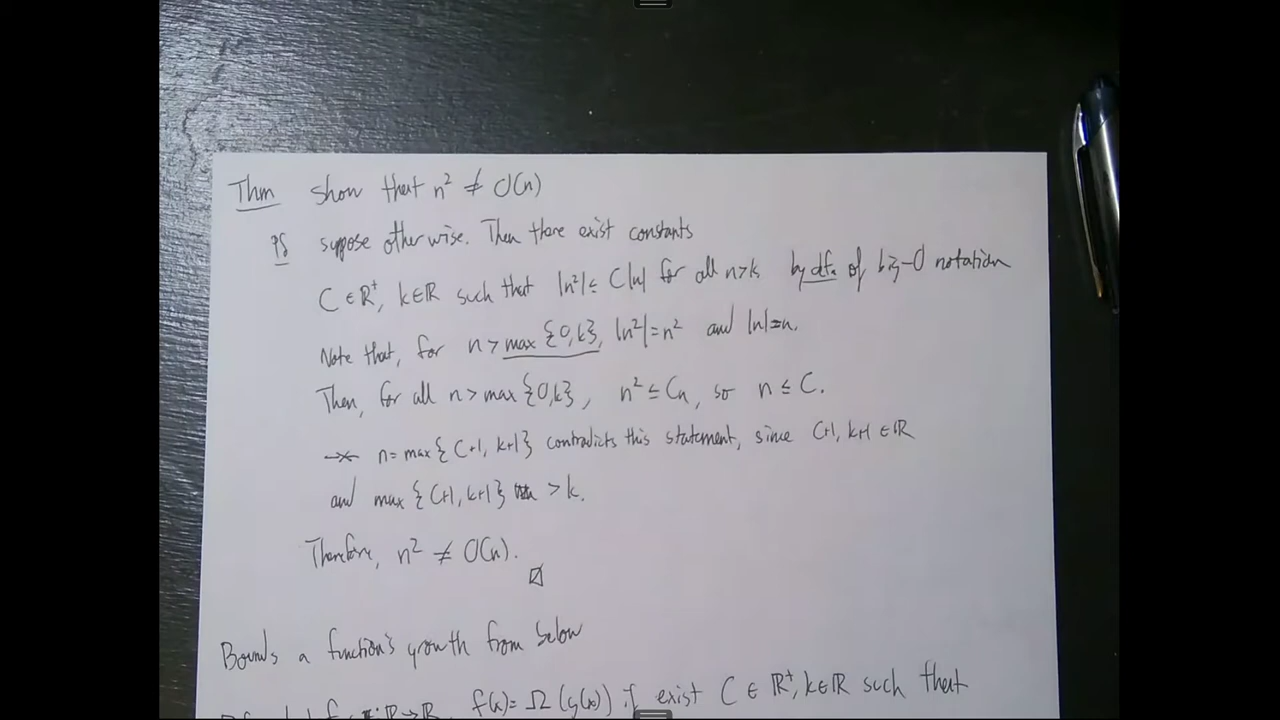 Thm show that n² ≠ O(n)
Pf suppose otherwise. Then there exist constants
C ∈ ℝ⁺, k ∈ ℝ such that |n²| ≤ C|n| for all n>k by dfn of big-O notation
Note that, for n > max {0,k}, |n²|=n² and |n|=n.
Then, for all n > max {0,k}, n² ≤ Cn, so n ≤ C.
n = max { C+1, k+1} contradicts this statement, since C+1, k+1 ∈ ℝ
and max {C+1, k+1} > k.
Therefore, n² ≠ O(n).
Bounds a function's growth from below
ℝ→ℝ, f(x) = Ω (g(x)) if exist C ∈ ℝ⁺, k∈ℝ such that